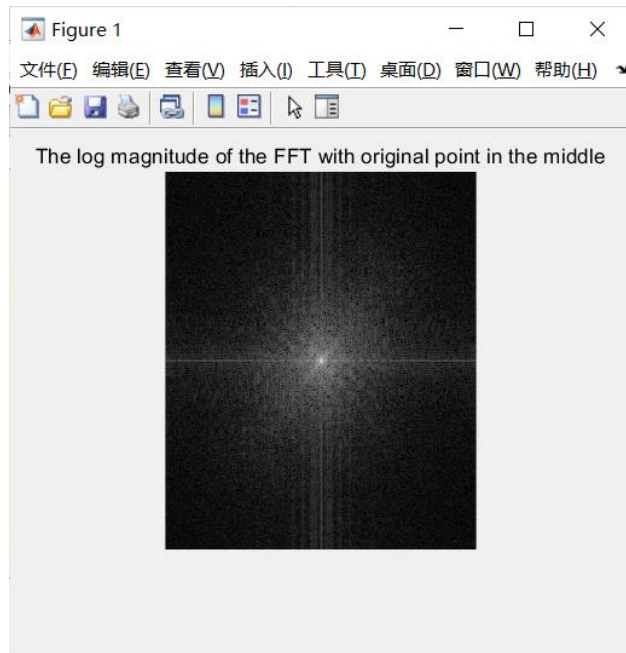 Figure 1
文件(F) 编辑(E) 查看(V) 插入(I) 工具(T) 桌面(D) 窗口(W) 帮助(H)
The log magnitude of the FFT with original point in the middle